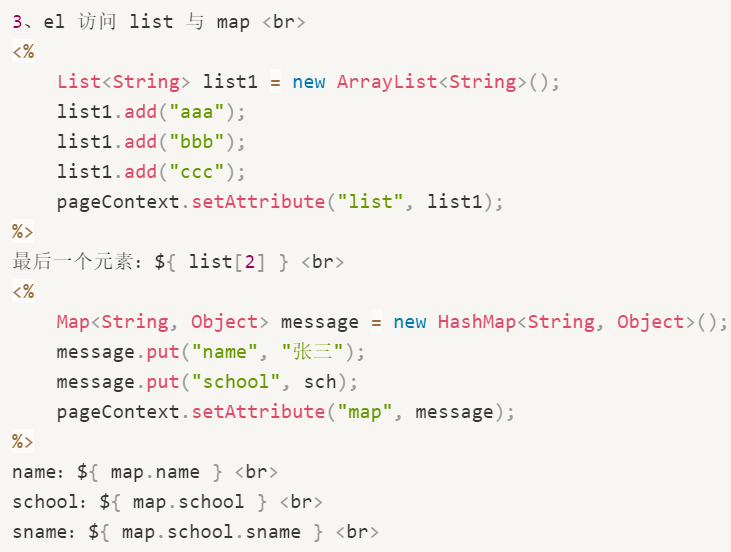 3、el 访问 list 与 map <br>
<%
    List<String> list1 = new ArrayList<String>();
    list1.add("aaa");
    list1.add("bbb");
    list1.add("ccc");
    pageContext.setAttribute("list", list1);
%>
最后一个元素：${ list[2] } <br>
<%
    Map<String, Object> message = new HashMap<String, Object>();
    message.put("name", "张三");
    message.put("school", sch);
    pageContext.setAttribute("map", message);
%>
name：${ map.name } <br>
school：${ map.school } <br>
sname：${ map.school.sname } <br>